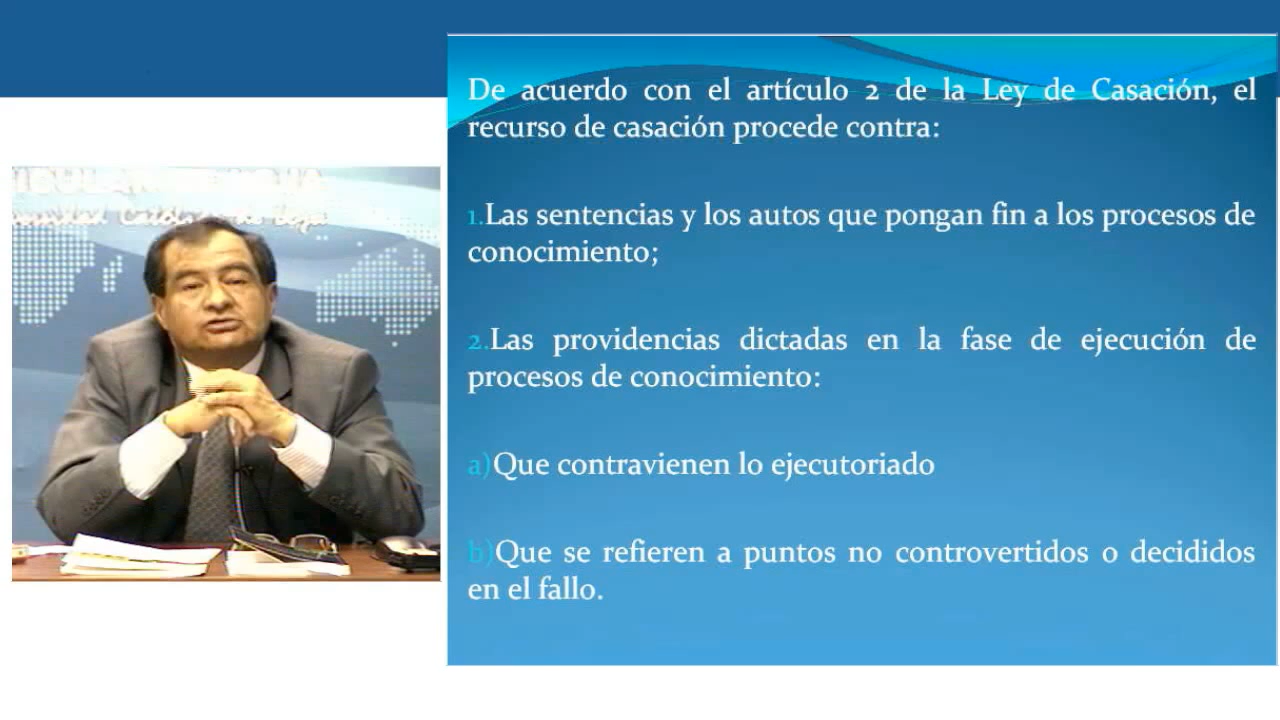 De acuerdo con el artículo 2 de la Ley de Casación, el
recurso de casación procede contra:
1.Las sentencias y los autos que pongan fin a los procesos de
conocimiento;
2.Las providencias dictadas en la fase de ejecución de
procesos de conocimiento:
a)Que contravienen lo ejecutoriado
b)Que se refieren a puntos no controvertidos o decididos
en el fallo.